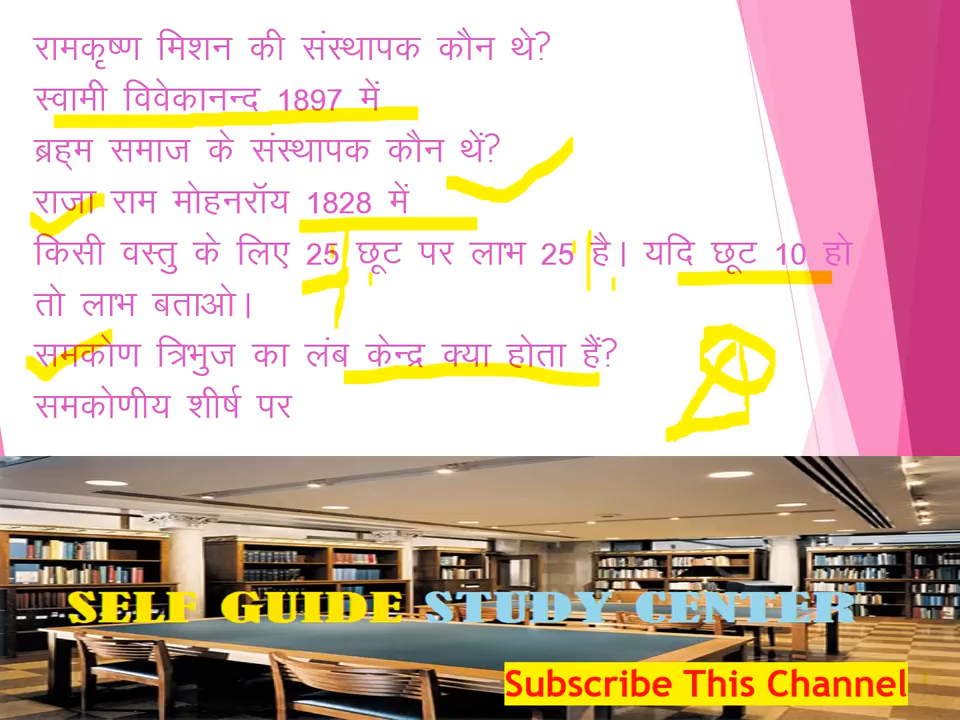 रामकृष्ण मिशन की संस्थापक कौन थे?
स्वामी विवेकानन्द 1897 में
ब्रह्म समाज के संस्थापक कौन थें?
राजा राम मोहनरॉय 1828 में
किसी वस्तु के लिए 25 छूट पर लाभ 25 है। यदि छूट 10 हो
तो लाभ बताओ।
समकोण त्रिभुज का लंब केन्द्र क्या होता हैं?
समकोणीय शीर्ष पर
SELF GUIDE STUDY CENTER
Subscribe This Channel